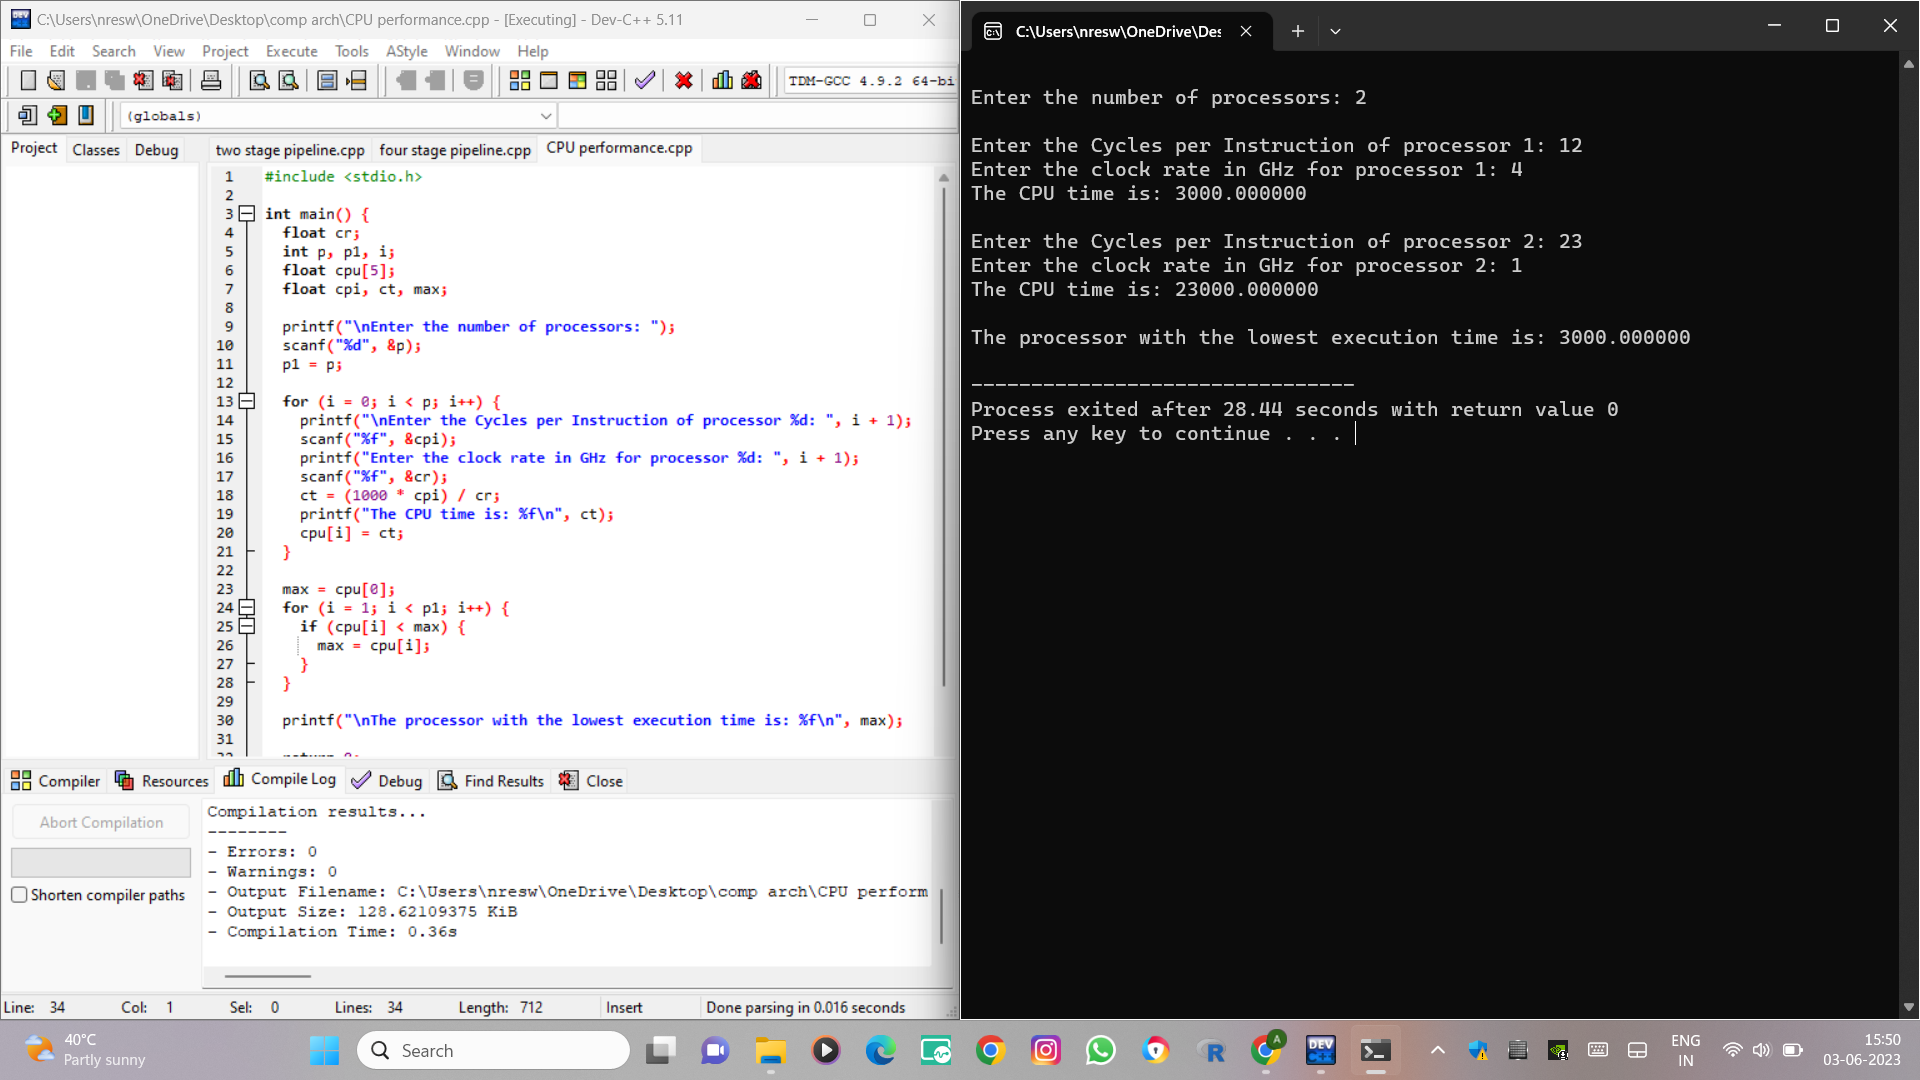 C:\Users\nresw\OneDrive\Desktop\comp arch\CPU performance.cpp - [Executing] - Dev-C++ 5.11
File Edit Search View Project Execute Tools AStyle Window Help
TDM-GCC 4.9.2 64-bi
(globals)
Project Classes Debug
two stage pipeline.cpp four stage pipeline.cpp CPU performance.cpp
1 #include <stdio.h>
2
3 int main() {
4 float cr;
5 int p, p1, i;
6 float cpu[5];
7 float cpi, ct, max;
8
9 printf("\nEnter the number of processors: ");
10 scanf("%d", &p);
11 p1 = p;
12
13 for (i = 0; i < p; i++) {
14 printf("\nEnter the Cycles per Instruction of processor %d: ", i + 1);
15 scanf("%f", &cpi);
16 printf("Enter the clock rate in GHz for processor %d: ", i + 1);
17 scanf("%f", &cr);
18 ct = (1000 * cpi) / cr;
19 printf("The CPU time is: %f\n", ct);
20 cpu[i] = ct;
21 }
22
23 max = cpu[0];
24 for (i = 1; i < p1; i++) {
25 if (cpu[i] < max) {
26 max = cpu[i];
27 }
28 }
29
30 printf("\nThe processor with the lowest execution time is: %f\n", max);
31
Compiler Resources Compile Log Debug Find Results Close
Abort Compilation
Shorten compiler paths
Compilation results...
--------
- Errors: 0
- Warnings: 0
- Output Filename: C:\Users\nresw\OneDrive\Desktop\comp arch\CPU perform
- Output Size: 128.62109375 KiB
- Compilation Time: 0.36s
Line: 34 Col: 1 Sel: 0 Lines: 34 Length: 712 Insert Done parsing in 0.016 seconds
C:\Users\nresw\OneDrive\Des
Enter the number of processors: 2
Enter the Cycles per Instruction of processor 1: 12
Enter the clock rate in GHz for processor 1: 4
The CPU time is: 3000.000000
Enter the Cycles per Instruction of processor 2: 23
Enter the clock rate in GHz for processor 2: 1
The CPU time is: 23000.000000
The processor with the lowest execution time is: 3000.000000
--------------------------------
Process exited after 28.44 seconds with return value 0
Press any key to continue . . .
40°C
Partly sunny
Search
A
DEV
ENG
IN
15:50
03-06-2023